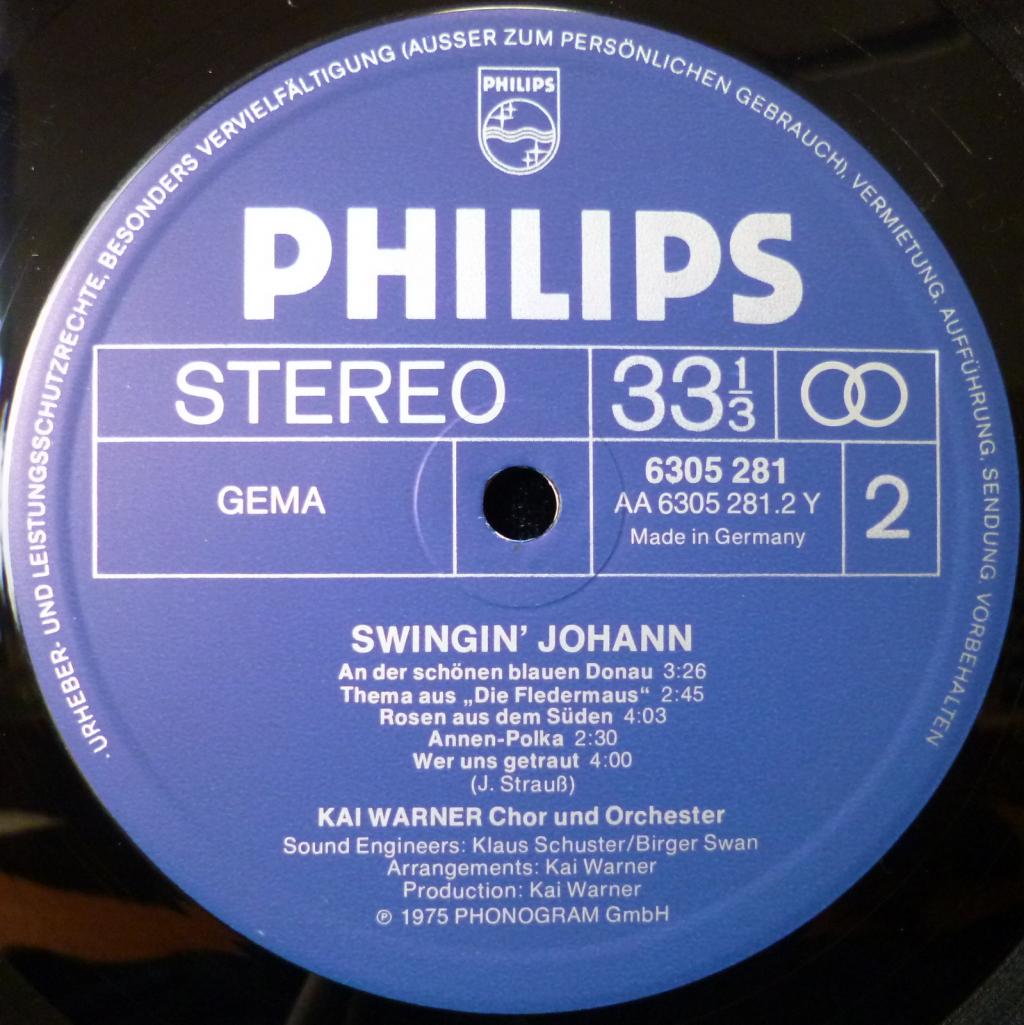 URHEBER- UND LEISTUNGSSCHUTZRECHTE, BESONDERS VERVIELFÄLTIGUNG (AUSSER ZUM PERSÖNLICHEN GEBRAUCH), VERMIETUNG, AUFFÜHRUNG, SENDUNG, VORBEHALTEN
PHILIPS
PHILIPS
STEREO
33 1/3
GEMA
6305 281
AA 6305 281.2 Y
Made in Germany
2
SWINGIN' JOHANN
An der schönen blauen Donau 3:26
Thema aus „Die Fledermaus“ 2:45
Rosen aus dem Süden 4:03
Annen-Polka 2:30
Wer uns getraut 4:00
(J. Strauß)
KAI WARNER Chor und Orchester
Sound Engineers: Klaus Schuster/Birger Swan
Arrangements: Kai Warner
Production: Kai Warner
℗ 1975 PHONOGRAM GmbH